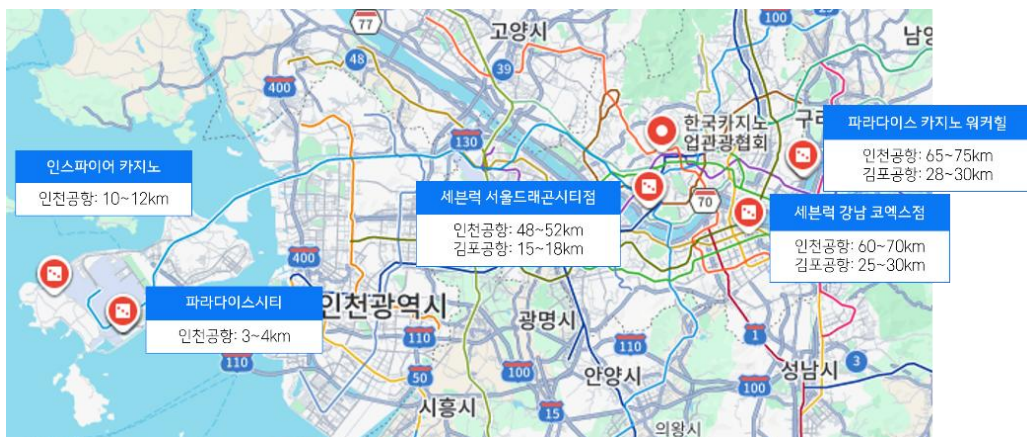 77
고양시
100
29
남양
48
39
400
한국카지노
업관광협회
구리
파라다이스 카지노 워커힐
인천공항: 65~75km
김포공항: 28~30km
130
인스파이어 카지노
인천공항: 10~12km
세븐럭 서울드래곤시티점
인천공항: 48~52km
김포공항: 15~18km
70
세븐럭 강남 코엑스점
인천공항: 60~70km
김포공항: 25~30km
400
파라다이스시티
인천공항: 3~4km
인천광역시
110
110
50
광명시
100
110
안양시
1
성남시
3
100
시흥시
15
의왕시